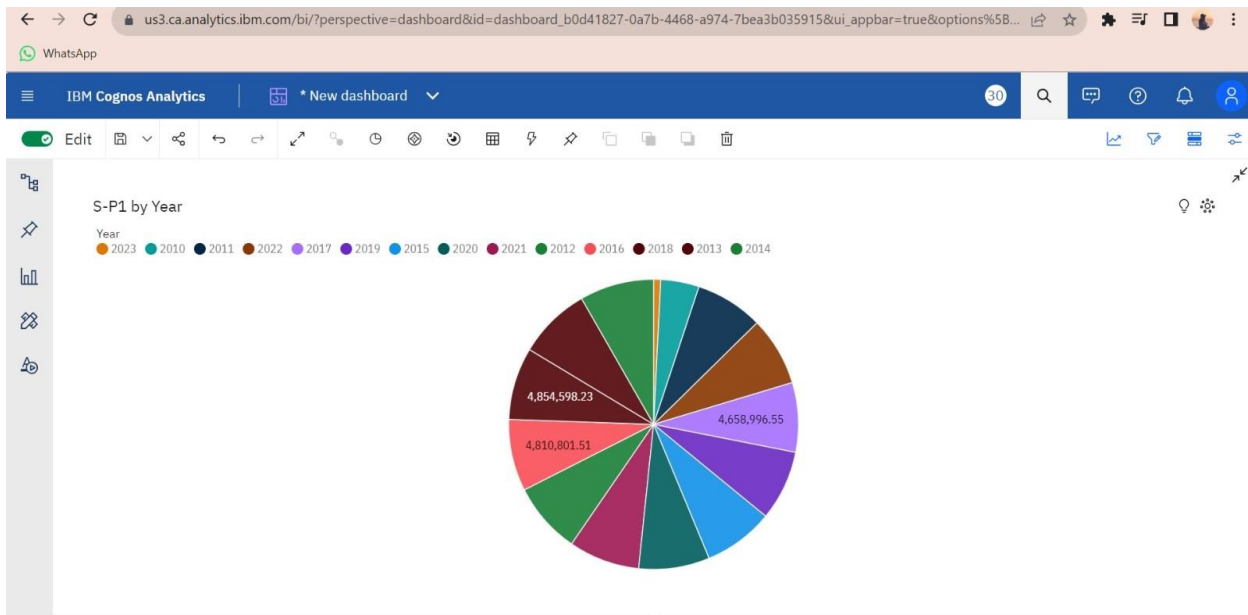 us3.ca.analytics.ibm.com/bi/?perspective=dashboard&id=dashboard_b0d41827-0a7b-4468-a974-7bea3b035915&ui_appbar=true&options%5B...
WhatsApp
IBM Cognos Analytics * New dashboard 30
Edit
S-P1 by Year
Year
2023 2010 2011 2022 2017 2019 2015 2020 2021 2012 2016 2018 2013 2014
4,854,598.23
4,658,996.55
4,810,801.51